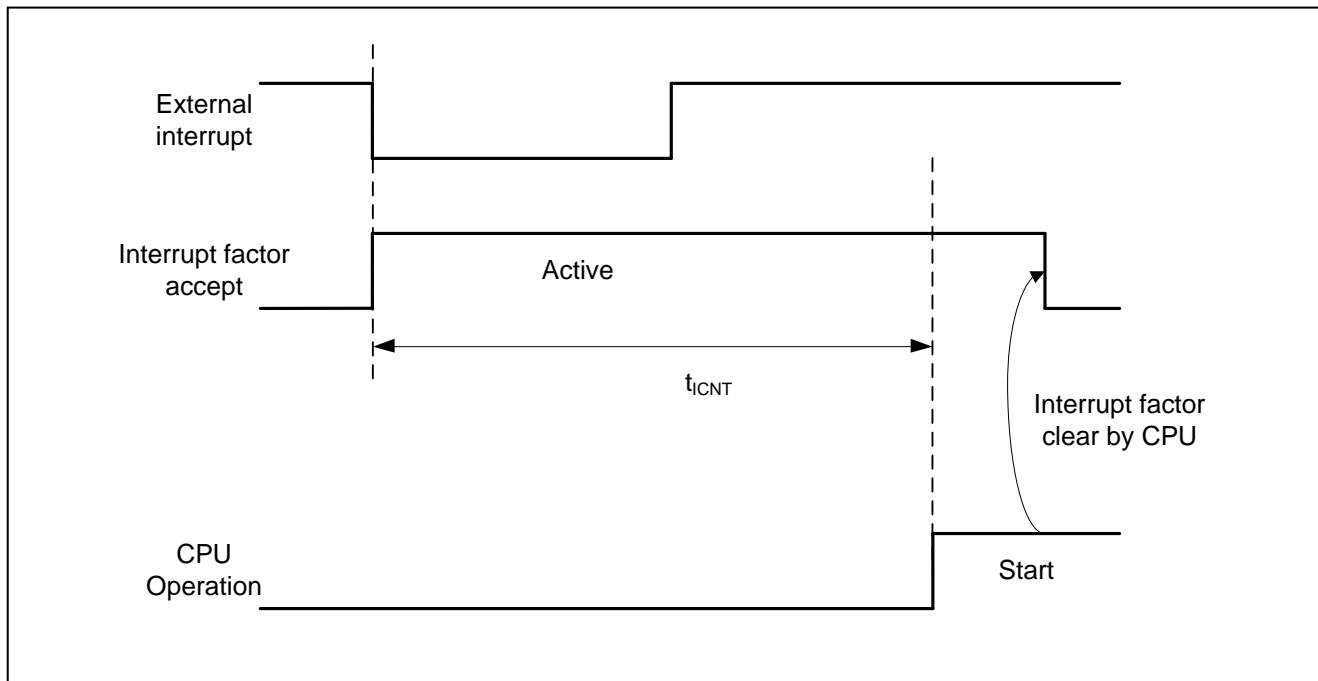 External
interrupt
Interrupt factor
accept
Active
tICNT
Interrupt factor
clear by CPU
CPU
Operation
Start